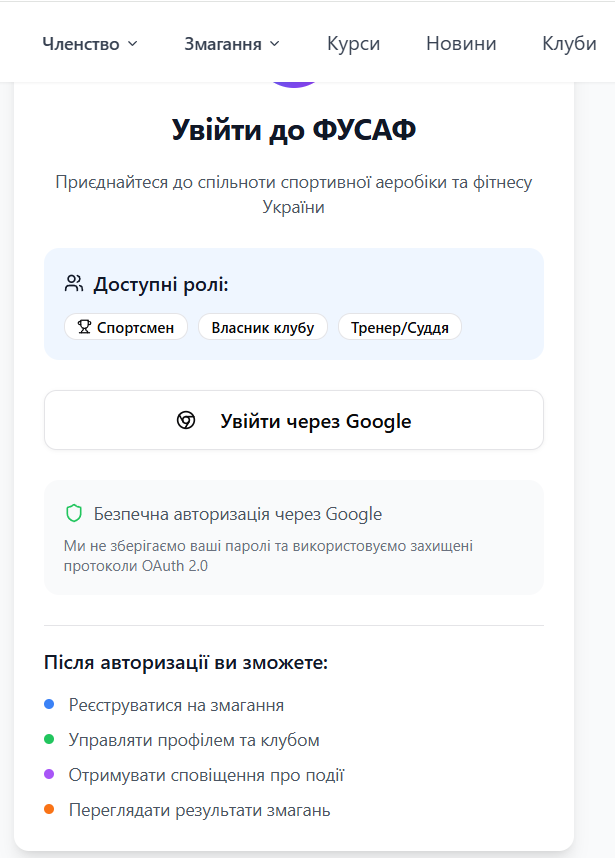 Членство Змагання Курси Новини Клуби
Увійти до ФУСАФ
Приєднайтеся до спільноти спортивної аеробіки та фітнесу
України
Доступні ролі:
Спортсмен Власник клубу Тренер/Суддя
Увійти через Google
Безпечна авторизація через Google
Ми не зберігаємо ваші паролі та використовуємо захищені
протоколи OAuth 2.0
Після авторизації ви зможете:
Реєструватися на змагання
Управляти профілем та клубом
Отримувати сповіщення про події
Переглядати результати змагань